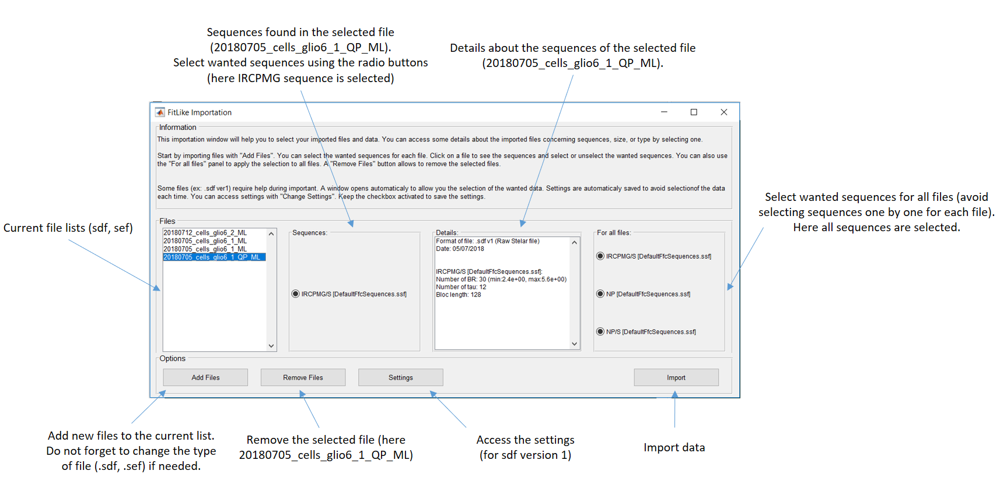 Sequences found in the selected file
(20180705_cells_glio6_1_QP_ML).
Select wanted sequences using the radio buttons
(here IRCPMG sequence is selected)
Details about the sequences of the selected file
(20180705_cells_glio6_1_QP_ML).
FitLike Importation
Information
This importation window will help you to select your imported files and data. You can access some details about the imported files concerning sequences, size, or type by selecting one.
Start by importing files with "Add Files". You can select the wanted sequences for each file. Click on a file to see the sequences and select or unselect the wanted sequences. You can also use
the "For all files" panel to apply the selection to all files. A "Remove Files" button allows to remove the selected files.
Some files (ex: .sdf ver1) require help during important. A window opens automaticaly to allow you the selection of the wanted data. Settings are automaticaly saved to avoid selectionof the data
each time. You can access settings with "Change Settings". Keep the checkbox activated to save the settings.
Select wanted sequences for all files (avoid
selecting sequences one by one for each file).
Here all sequences are selected.
Current file lists (sdf, sef)
Files
20180712_cells_glio6_2_ML
20180705_cells_glio6_1_ML
20180705_cells_glio6_1_ML
20180705_cells_glio6_1_QP_ML
Sequences:
IRCPMG/S [DefaultFfcSequences.ssf]
Details:
Format of file: .sdf v1 (Raw Stelar file)
Date: 05/07/2018
IRCPMG/S [DefaultFfcSequences.ssf]:
Number of BR: 30 (min:2.4e+00, max:5.6e+00)
Number of tau: 12
Bloc length: 128
For all files:
IRCPMG/S [DefaultFfcSequences.ssf]
NP [DefaultFfcSequences.ssf]
NP/S [DefaultFfcSequences.ssf]
Options
Add Files
Remove Files
Settings
Import
Add new files to the current list.
Do not forget to change the type
of file (.sdf, .sef) if needed.
Remove the selected file (here
20180705_cells_glio6_1_QP_ML)
Access the settings
(for sdf version 1)
Import data